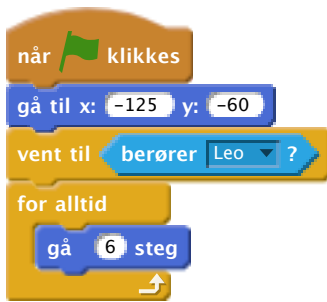 når klikkes
gå til x: -125 y: -60
vent til berører Leo ?
for alltid
gå 6 steg